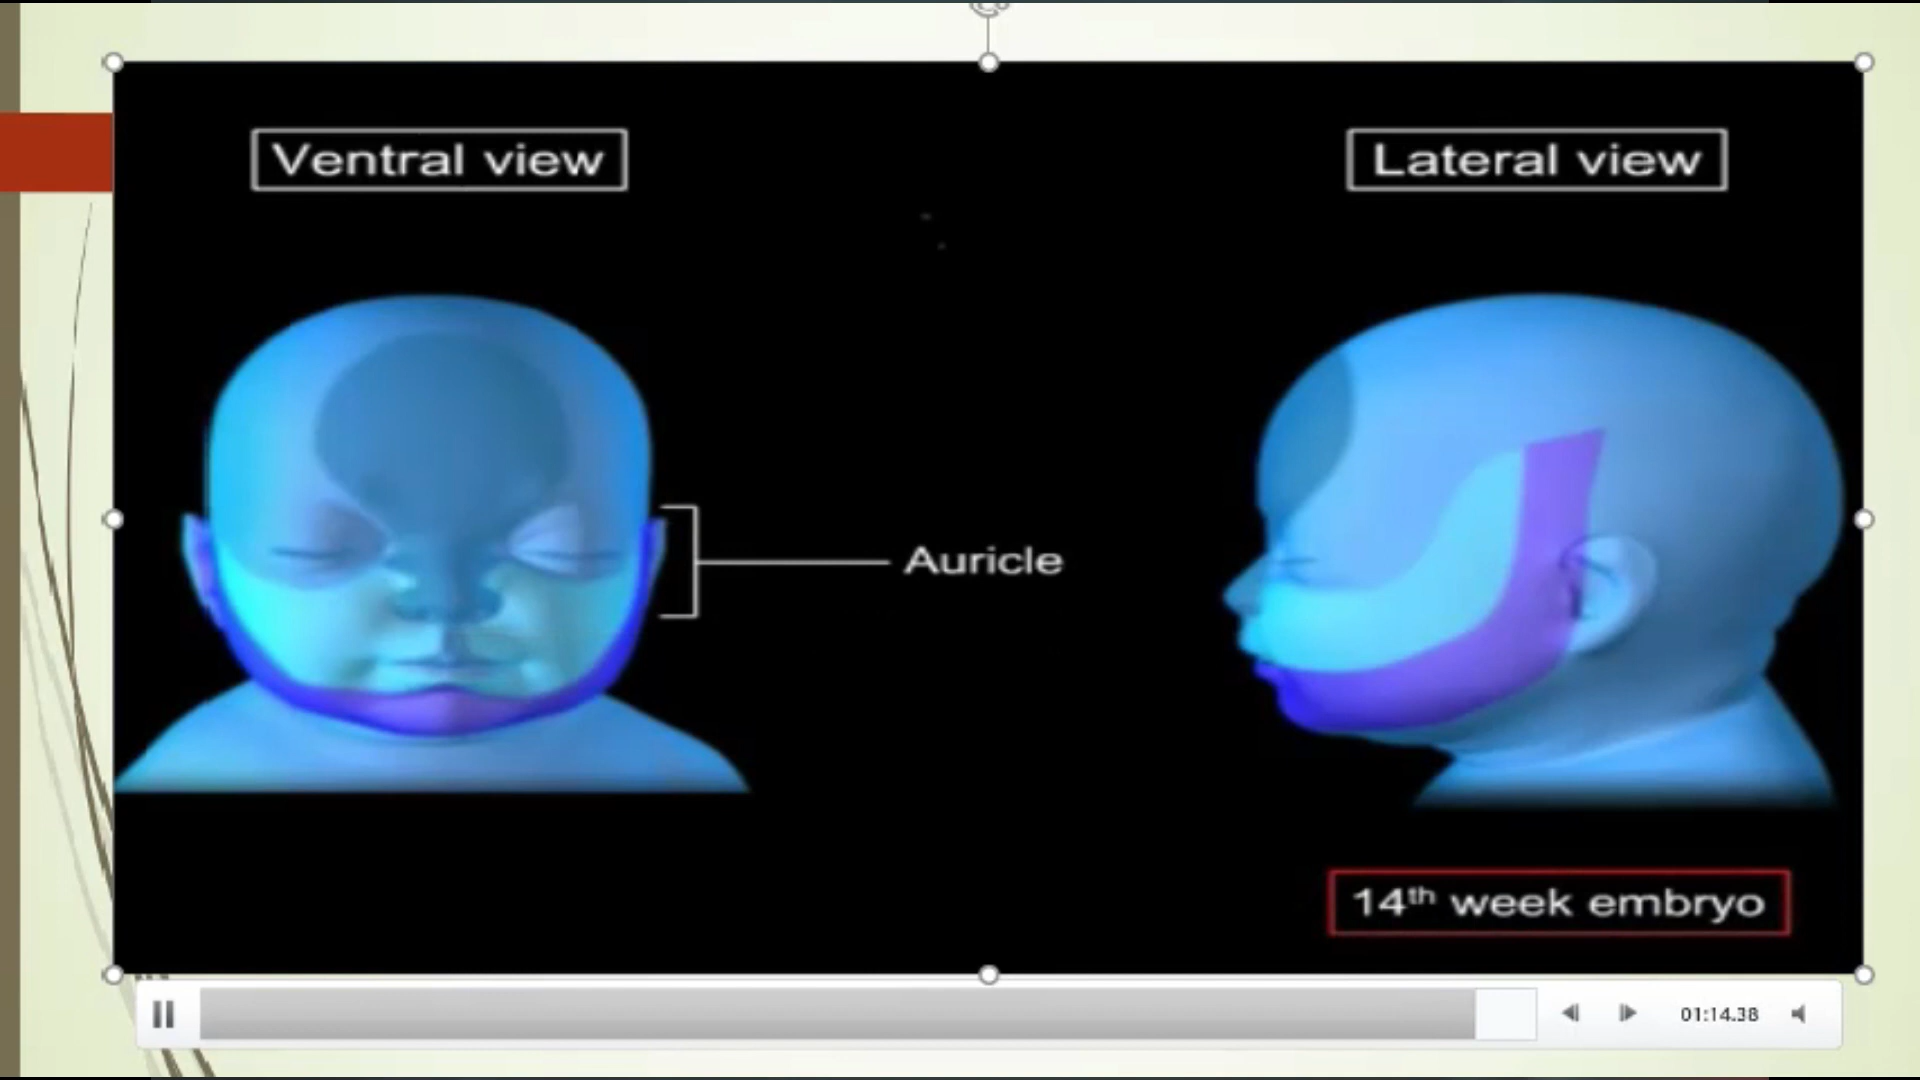 Ventral view
Lateral view
Auricle
14th week embryo
01:14.38